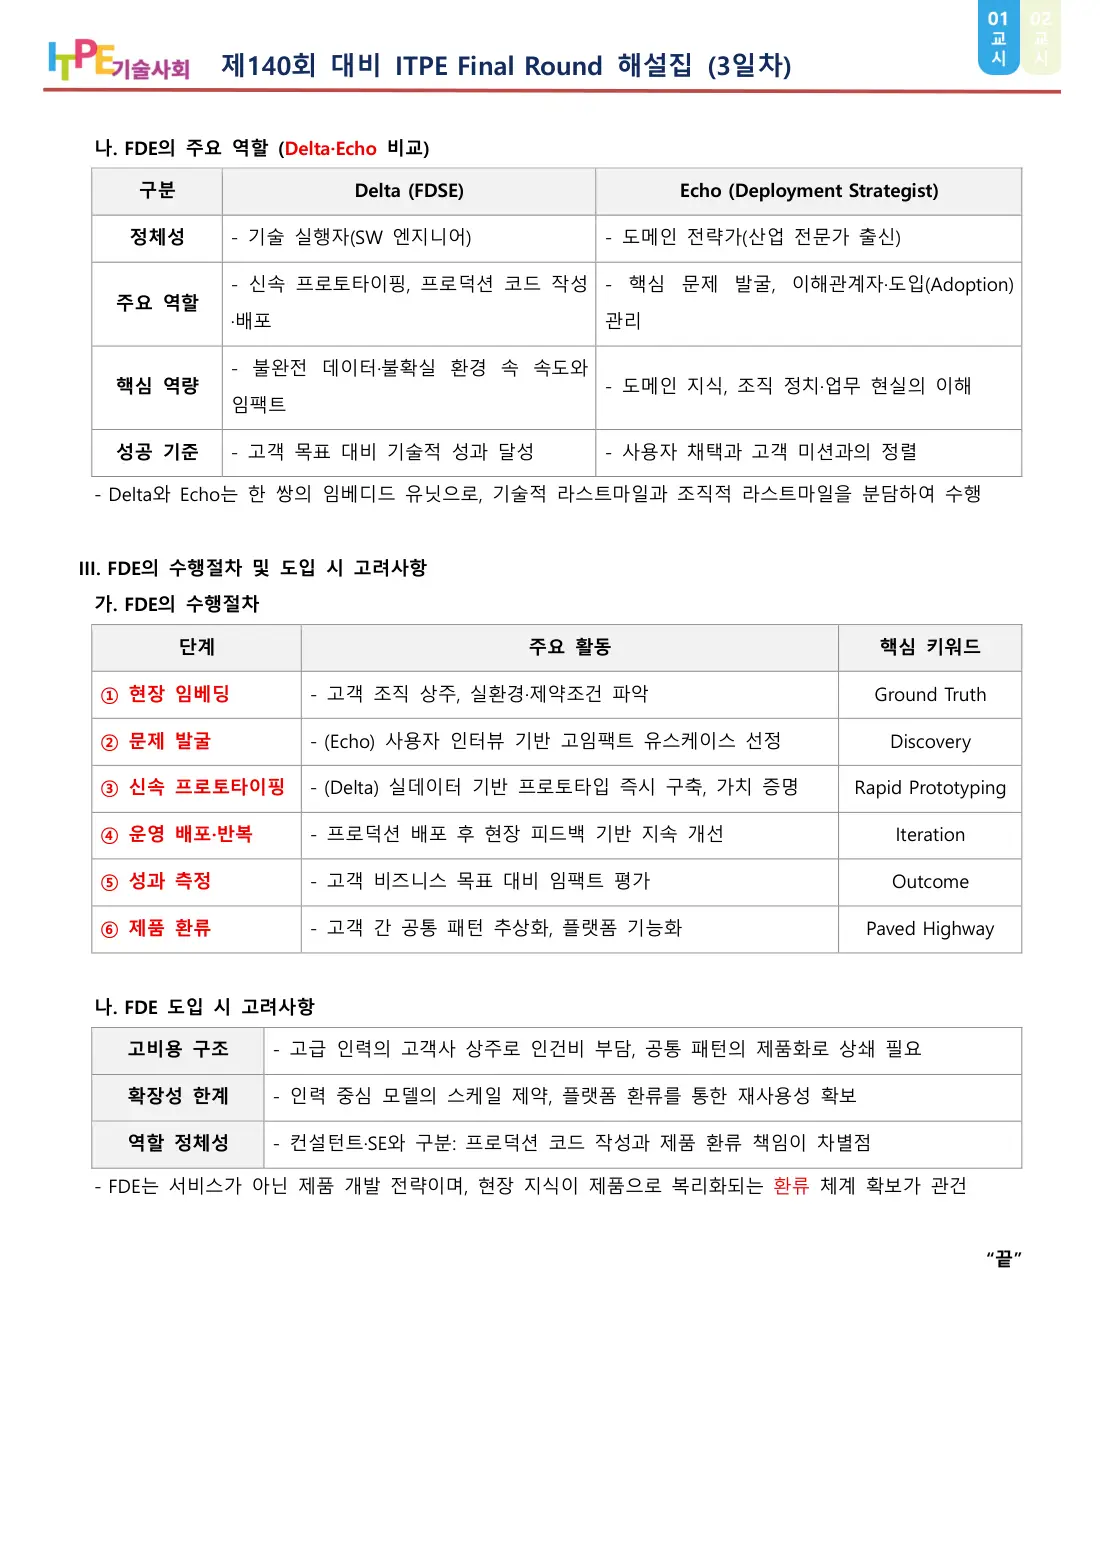 01
교
시
02
교
시
ITPE기술사회 제140회 대비 ITPE Final Round 해설집 (3일차)
나. FDE의 주요 역할 (Delta·Echo 비교)
구분 Delta (FDSE) Echo (Deployment Strategist)
정체성 - 기술 실행자(SW 엔지니어) - 도메인 전략가(산업 전문가 출신)
주요 역할 - 신속 프로토타이핑, 프로덕션 코드 작성
·배포
- 핵심 문제 발굴, 이해관계자·도입(Adoption)
관리
핵심 역량 - 불완전 데이터·불확실 환경 속 속도와
임팩트
- 도메인 지식, 조직 정치·업무 현실의 이해
성공 기준 - 고객 목표 대비 기술적 성과 달성 - 사용자 채택과 고객 미션과의 정렬
- Delta와 Echo는 한 쌍의 임베디드 유닛으로, 기술적 라스트마일과 조직적 라스트마일을 분담하여 수행
III. FDE의 수행절차 및 도입 시 고려사항
가. FDE의 수행절차
단계 주요 활동 핵심 키워드
① 현장 임베딩 - 고객 조직 상주, 실환경·제약조건 파악 Ground Truth
② 문제 발굴 - (Echo) 사용자 인터뷰 기반 고임팩트 유스케이스 선정 Discovery
③ 신속 프로토타이핑 - (Delta) 실데이터 기반 프로토타입 즉시 구축, 가치 증명 Rapid Prototyping
④ 운영 배포·반복 - 프로덕션 배포 후 현장 피드백 기반 지속 개선 Iteration
⑤ 성과 측정 - 고객 비즈니스 목표 대비 임팩트 평가 Outcome
⑥ 제품 환류 - 고객 간 공통 패턴 추상화, 플랫폼 기능화 Paved Highway
나. FDE 도입 시 고려사항
고비용 구조 - 고급 인력의 고객사 상주로 인건비 부담, 공통 패턴의 제품화로 상쇄 필요
확장성 한계 - 인력 중심 모델의 스케일 제약, 플랫폼 환류를 통한 재사용성 확보
역할 정체성 - 컨설턴트·SE와 구분: 프로덕션 코드 작성과 제품 환류 책임이 차별점
- FDE는 서비스가 아닌 제품 개발 전략이며, 현장 지식이 제품으로 복리화되는 환류 체계 확보가 관건
“끝”